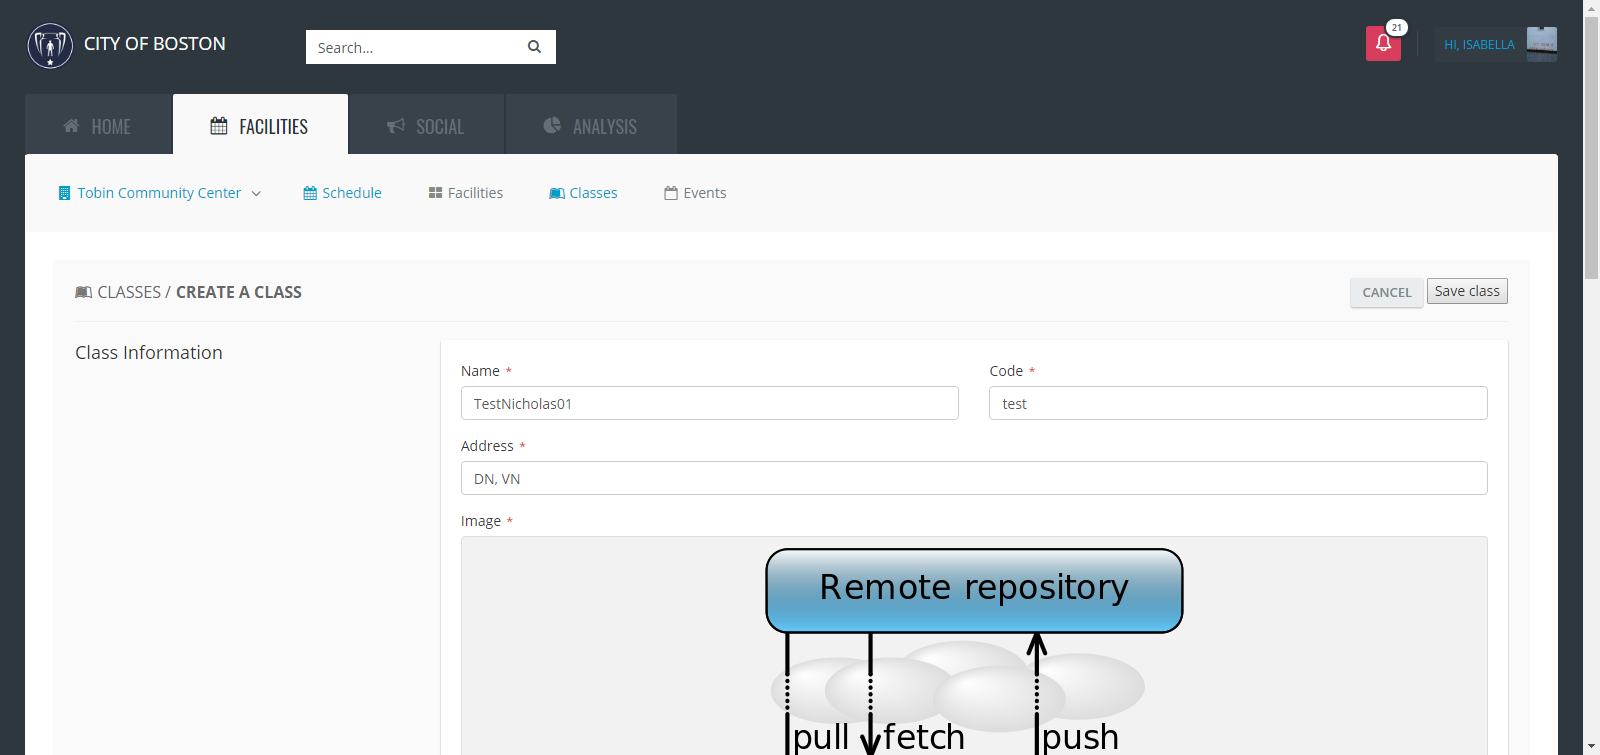 CITY OF BOSTON
Search...
21
HI, ISABELLA
HOME
FACILITIES
SOCIAL
ANALYSIS
Tobin Community Center
Schedule
Facilities
Classes
Events
CLASSES / CREATE A CLASS
CANCEL
Save class
Class Information
Name *
Code *
TestNicholas01
test
Address *
DN, VN
Image *
Remote repository
pull
fetch
push